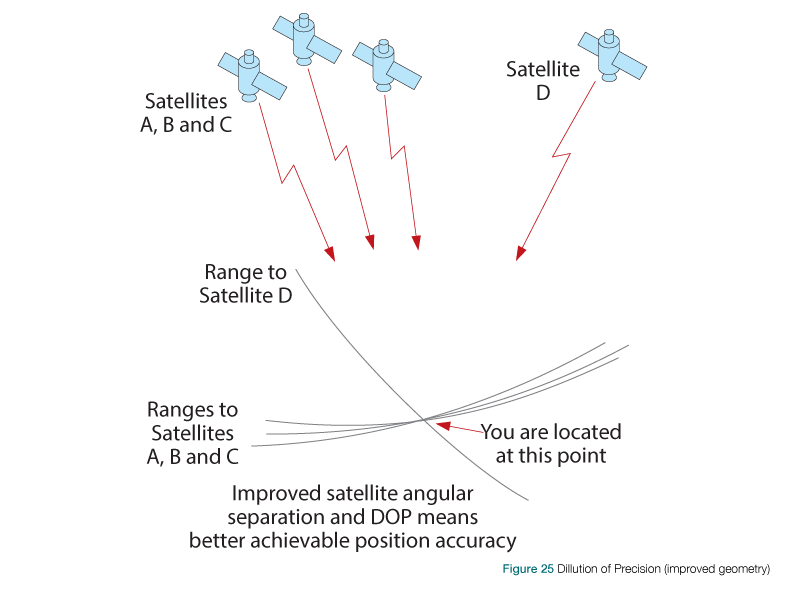 Satellites
A, B and C
Satellite
D
Range to
Satellite D
Ranges to
Satellites
A, B and C
You are located
at this point
Improved satellite angular
separation and DOP means
better achievable position accuracy
Figure 25 Dillution of Precision (improved geometry)